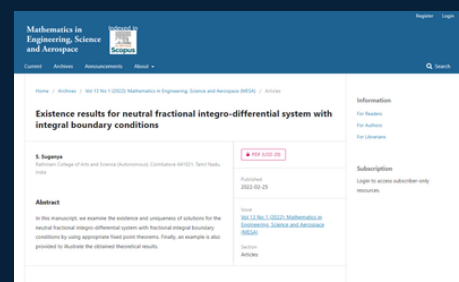 Register Login
Mathematics in
Engineering, Science
and Aerospace
Indexed in
Scopus
Current Archives Announcements About
Search
Home / Archives / Vol 13 No 1 (2022): Mathematics in Engineering, Science and Aerospace (MESA) / Articles
Existence results for neutral fractional integro-differential system with
integral boundary conditions
S. Suganya
Rathinam College of Arts and Science (Autonomous), Coimbatore 641021, Tamil Nadu,
India
Abstract
In this manuscript, we examine the existence and uniqueness of solutions for the
neutral fractional integro-differential system with fractional integral boundary
conditions by using appropriate fixed point theorems. Finally, an example is also
provided to illustrate the obtained theoretical results.
PDF (USD 20)
Published
2022-02-25
Issue
Vol 13 No 1 (2022): Mathematics in
Engineering, Science and Aerospace
(MESA)
Section
Articles
Information
For Readers
For Authors
For Librarians
Subscription
Login to access subscriber-only
resources.